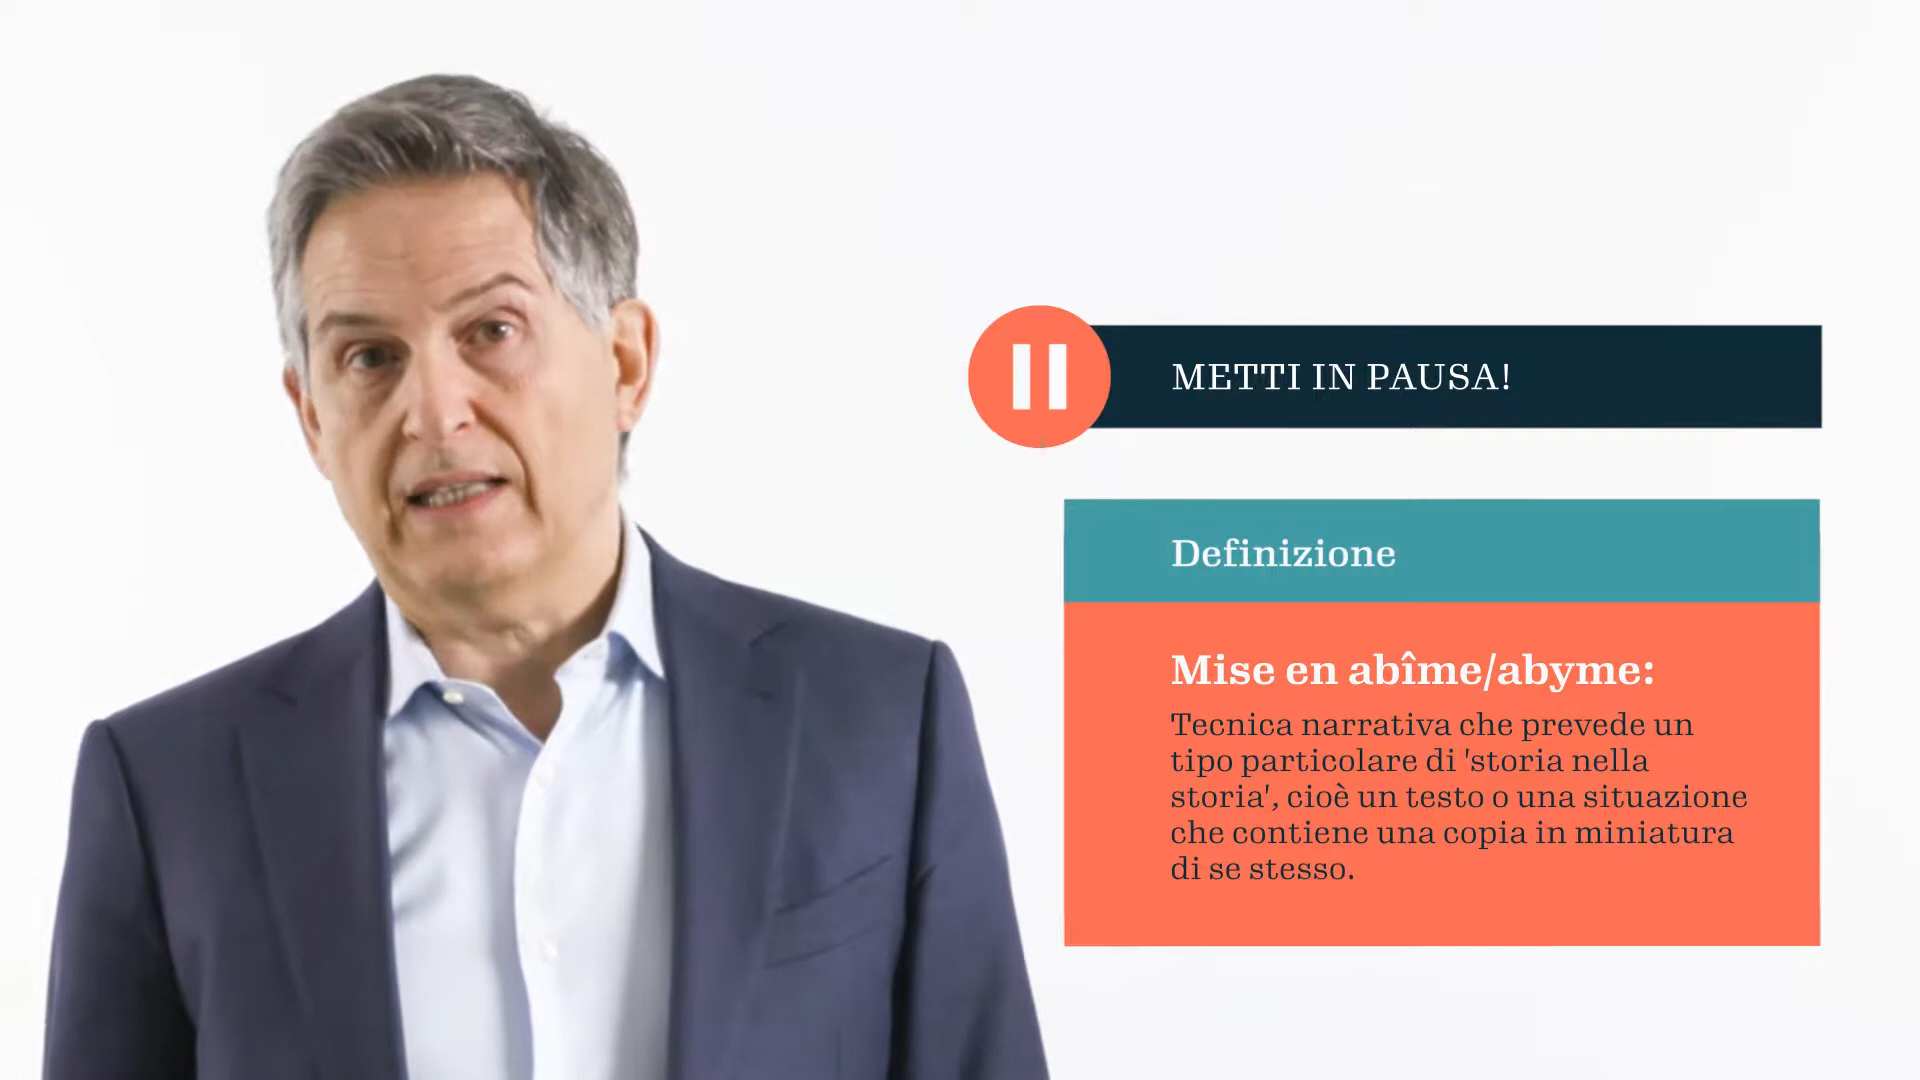 METTI IN PAUSA!
Definizione
Mise en abîme/abyme:
Tecnica narrativa che prevede un
tipo particolare di 'storia nella
storia', cioè un testo o una situazione
che contiene una copia in miniatura
di se stesso.